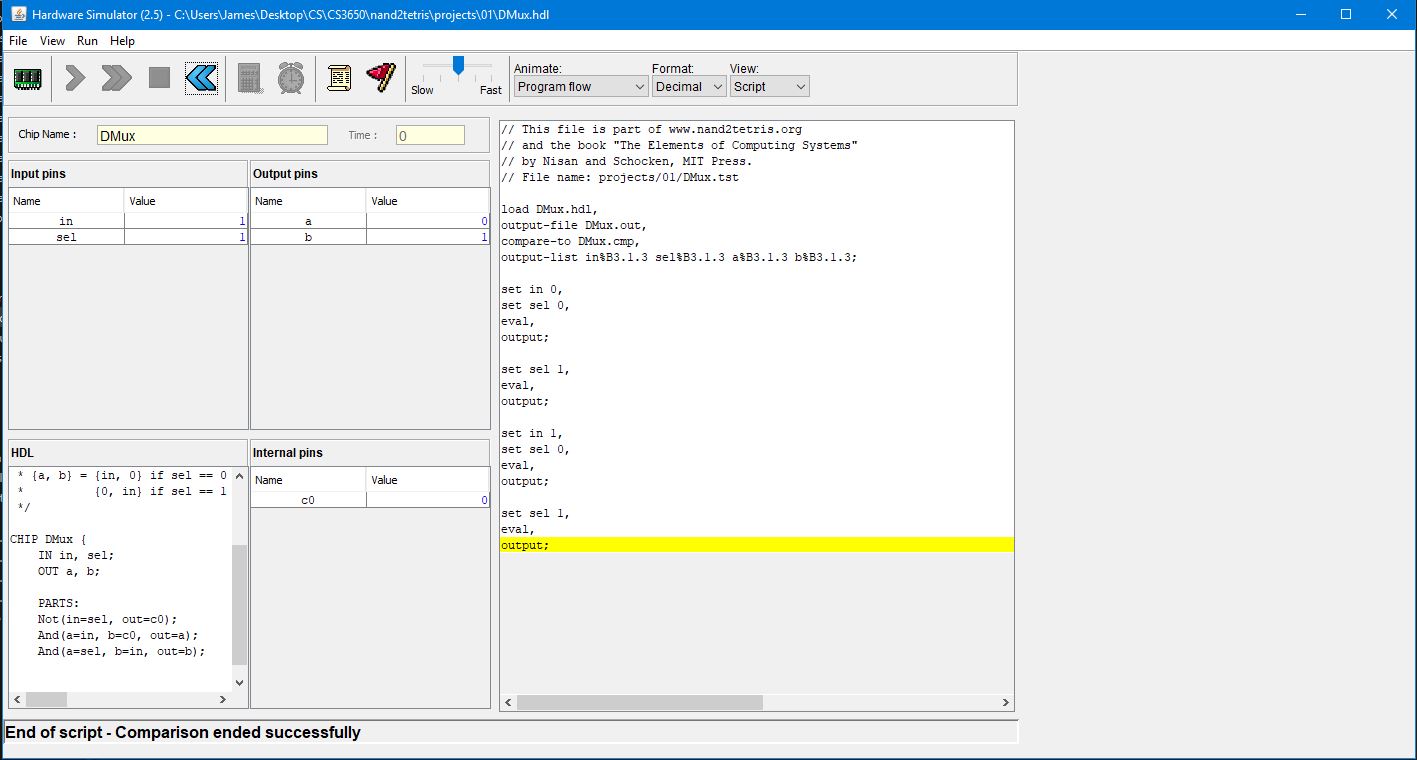 Hardware Simulator (2.5) - C:\Users\James\Desktop\CS\CS3650\nand2tetris\projects\01\DMux.hdl
File View Run Help
Slow Fast
Animate: Format: View:
Program flow Decimal Script
Chip Name : DMux Time : 0
Input pins
Name Value
in 1
sel 1
Output pins
Name Value
a 0
b 1
HDL
* {a, b} = {in, 0} if sel == 0
* {0, in} if sel == 1
*/
CHIP DMux {
IN in, sel;
OUT a, b;
PARTS:
Not(in=sel, out=c0);
And(a=in, b=c0, out=a);
And(a=sel, b=in, out=b);
Internal pins
Name Value
c0 0
// This file is part of www.nand2tetris.org
// and the book "The Elements of Computing Systems"
// by Nisan and Schocken, MIT Press.
// File name: projects/01/DMux.tst
load DMux.hdl,
output-file DMux.out,
compare-to DMux.cmp,
output-list in%B3.1.3 sel%B3.1.3 a%B3.1.3 b%B3.1.3;
set in 0,
set sel 0,
eval,
output;
set sel 1,
eval,
output;
set in 1,
set sel 0,
eval,
output;
set sel 1,
eval,
output;
End of script - Comparison ended successfully